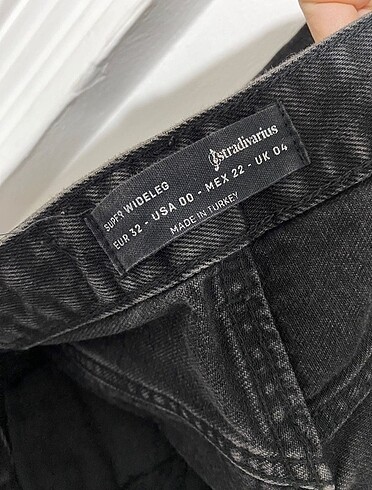 stradivarius
SUPER WIDELEG
EUR 32 - USA 00 - MEX 22 - UK 04
MADE IN TURKEY